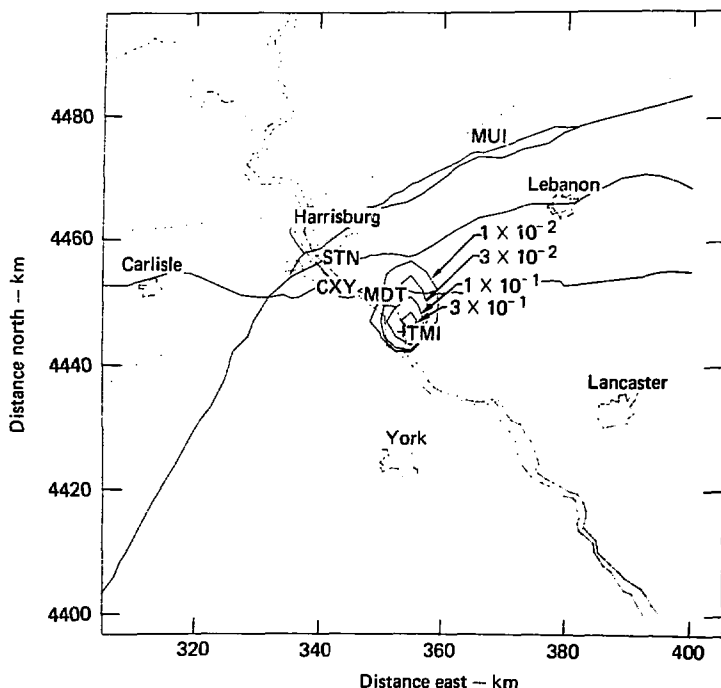 4480
MUI
Lebanon
Harrisburg
1 × 10⁻²
4460
STN
3 × 10⁻²
Carlisle
CXY
MDT
1 × 10⁻¹
3 × 10⁻¹
TMI
4440
Lancaster
York
4420
4400
320
340
360
380
400
Distance east — km
Distance north — km